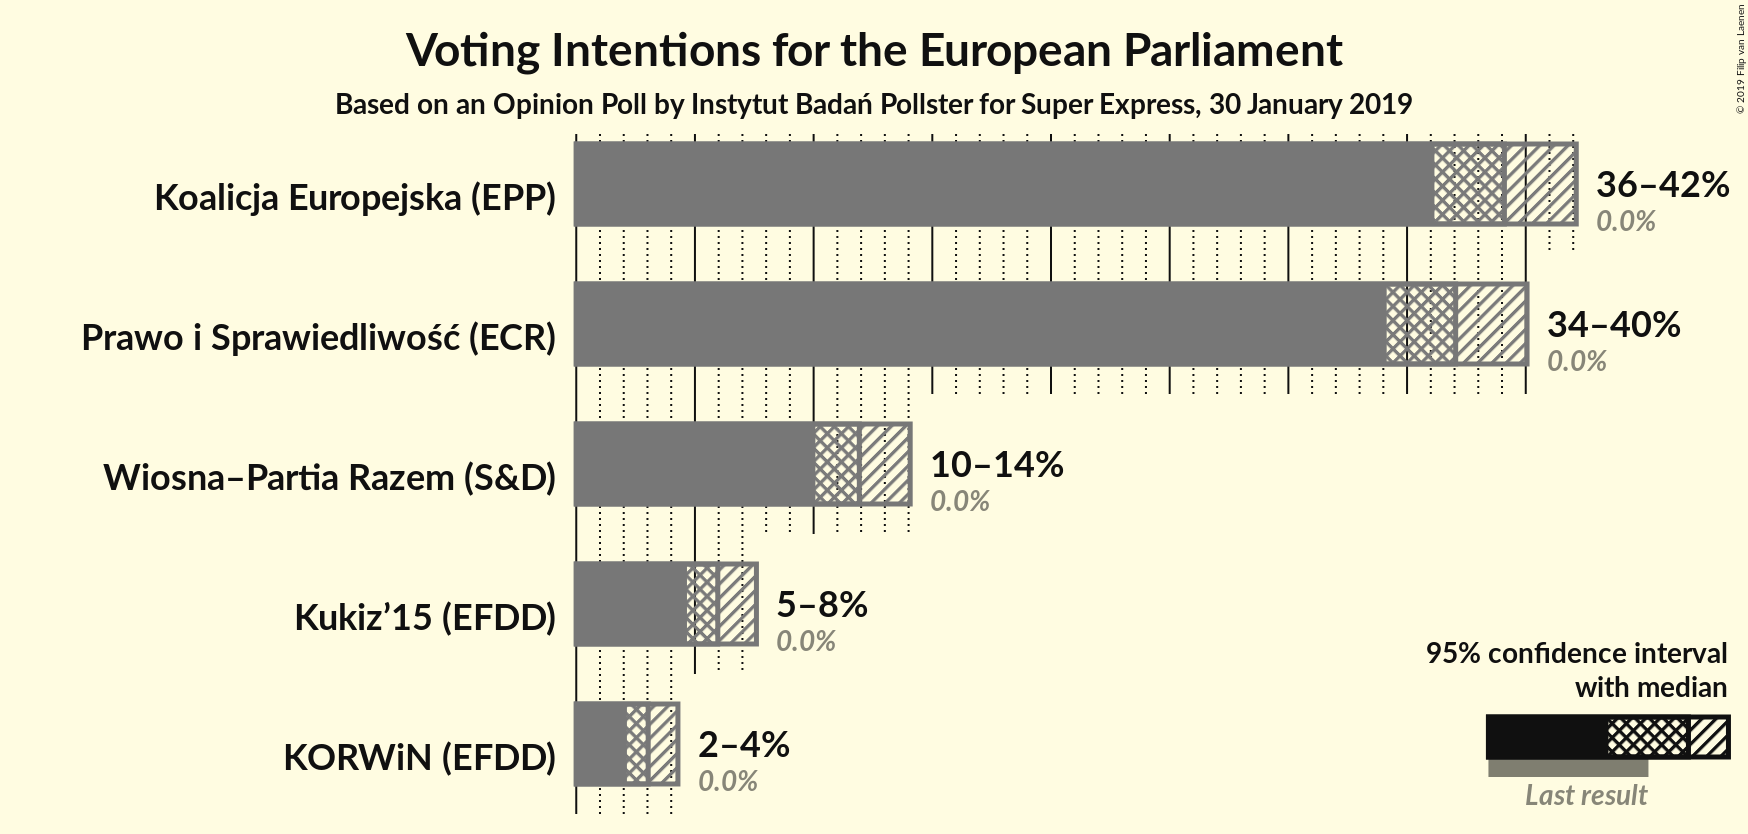 Voting Intentions for the European Parliament
Based on an Opinion Poll by Instytut Badań Pollster for Super Express, 30 January 2019
© 2019 Filip van Laenen
Koalicja Europejska (EPP)
36–42%
0.0%
Prawo i Sprawiedliwość (ECR)
34–40%
0.0%
Wiosna–Partia Razem (S&D)
10–14%
0.0%
Kukiz’15 (EFDD)
5–8%
0.0%
KORWiN (EFDD)
2–4%
0.0%
95% confidence interval
with median
Last result